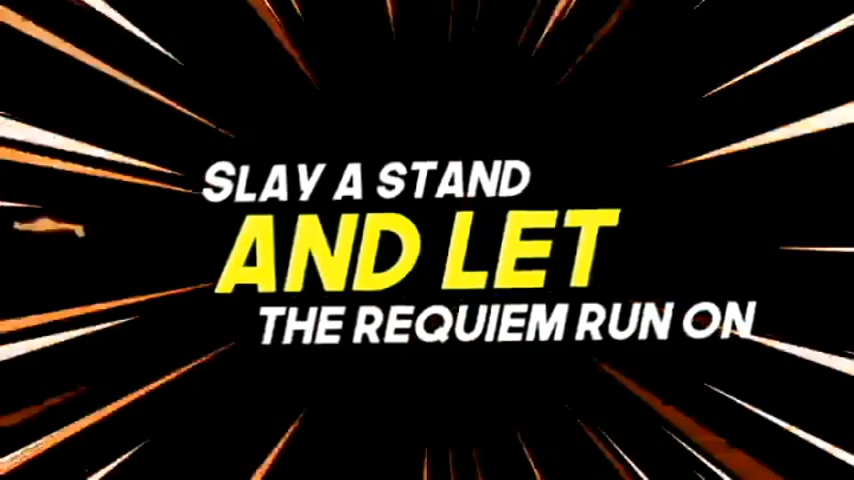 SLAY A STAND
AND LET
THE REQUIEM RUN ON